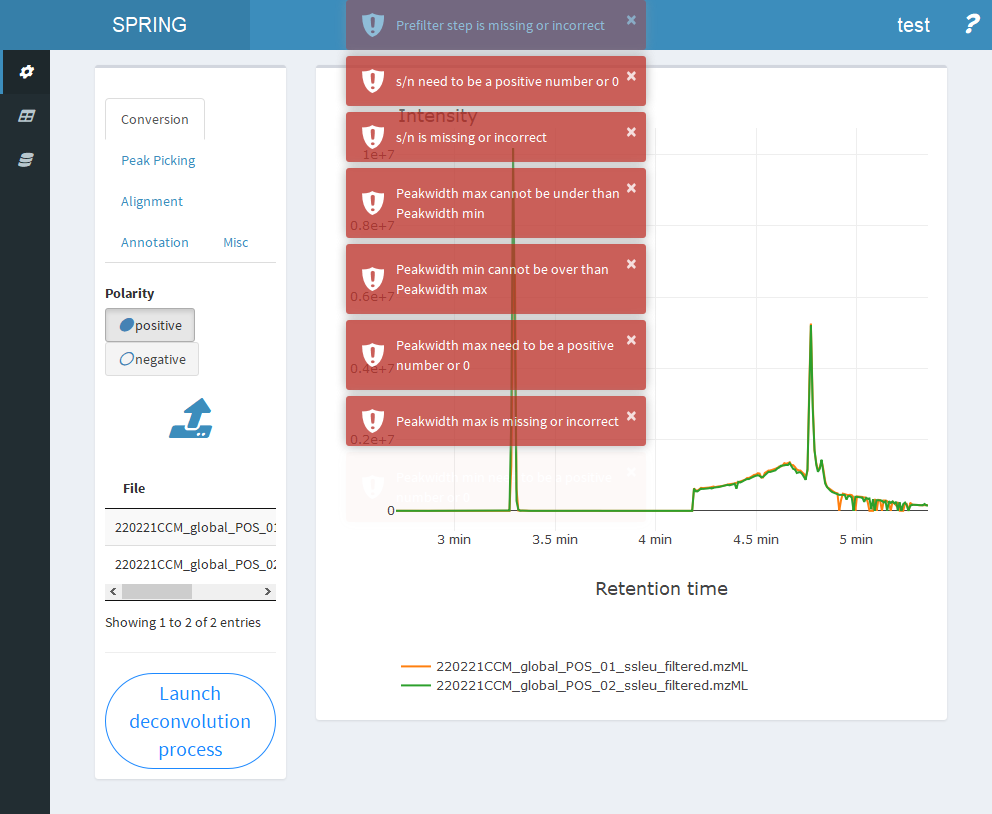 SPRING
test
?
Prefilter step is missing or incorrect
×
s/n need to be a positive number or 0
×
s/n is missing or incorrect
×
Peakwidth max cannot be under than
Peakwidth min
×
Peakwidth min cannot be over than
Peakwidth max
×
Peakwidth max need to be a positive
number or 0
×
Peakwidth max is missing or incorrect
×
Conversion
Peak Picking
Alignment
Annotation
Misc
Polarity
positive
negative
File
220221CCM_global_POS_01
220221CCM_global_POS_02
Showing 1 to 2 of 2 entries
Launch
deconvolution
process
Intensity
1e+7
0.8e+7
0.6e+7
0.4e+7
0.2e+7
0
3 min
3.5 min
4 min
4.5 min
5 min
Retention time
220221CCM_global_POS_01_ssleu_filtered.mzML
220221CCM_global_POS_02_ssleu_filtered.mzML